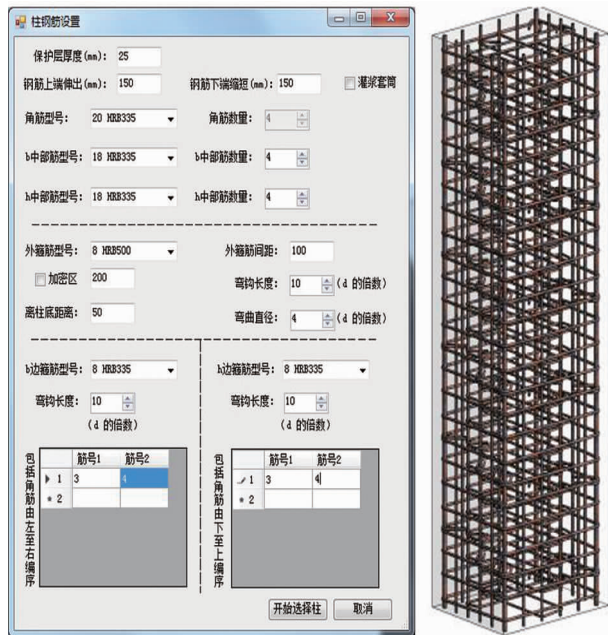 柱钢筋设置
保护层厚度(mm): 25
钢筋上端伸出(mm): 150 钢筋下端缩短(mm): 150 灌浆套筒
角筋型号: 20 HRB335 角筋数量: 4
b中部筋型号: 18 HRB335 b中部筋数量: 4
h中部筋型号: 18 HRB335 h中部筋数量: 4
外箍筋型号: 8 HRB500 外箍筋间距: 100
加密区 200 弯钩长度: 10 (d 的倍数)
离柱底距离: 50 弯曲直径: 4 (d 的倍数)
b边箍筋型号: 8 HRB335 h边箍筋型号: 8 HRB335
弯钩长度: 10 弯钩长度: 10
(d 的倍数) (d 的倍数)
包括角筋由左至右编序
筋号1 筋号2
1 3 4
2
包括角筋由下至上编序
筋号1 筋号2
1 3 4
2
开始选择柱 取消